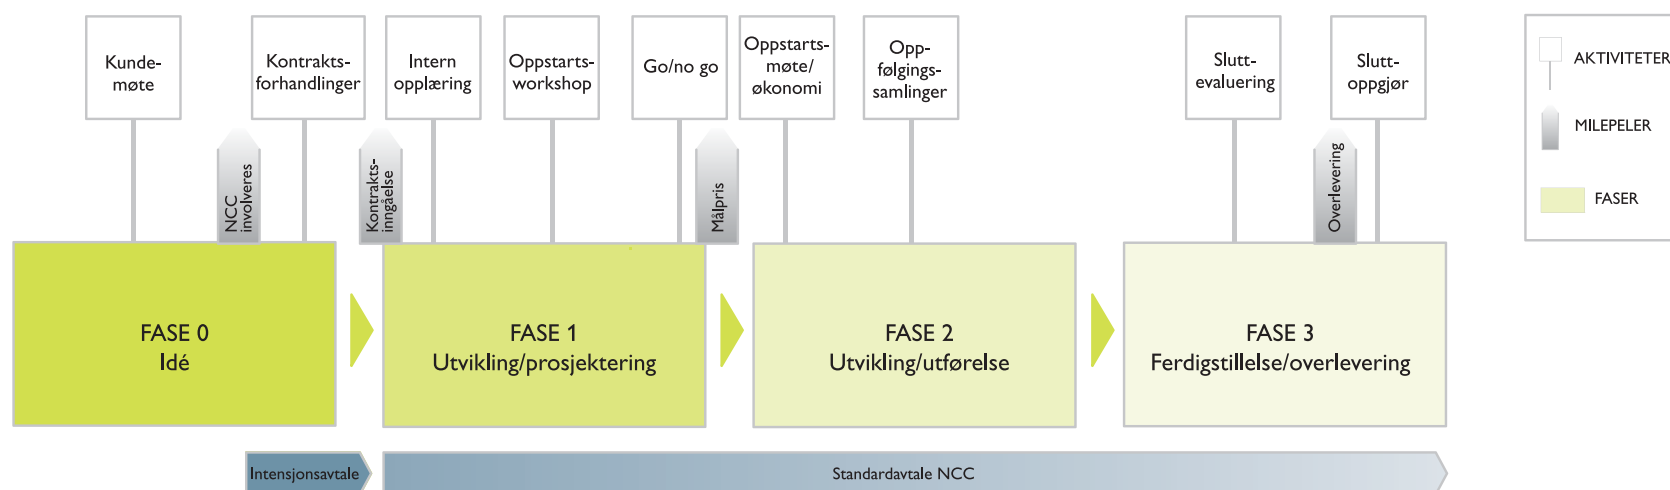 Kunde-
møte
Kontrakts-
forhandlinger
Intern
opplæring
Oppstarts-
workshop
Go/no go
Oppstarts-
møte/
økonomi
Opp-
følgings-
samlinger
Slutt-
evaluering
Slutt-
oppgjør
AKTIVITETER
MILEPELER
FASER
NCC
involveres
Kontrakts-
inngåelse
Målpris
Overlevering
FASE 0
Idé
FASE 1
Utvikling/prosjektering
FASE 2
Utvikling/utførelse
FASE 3
Ferdigstillelse/overlevering
Intensjonsavtale
Standardavtale NCC